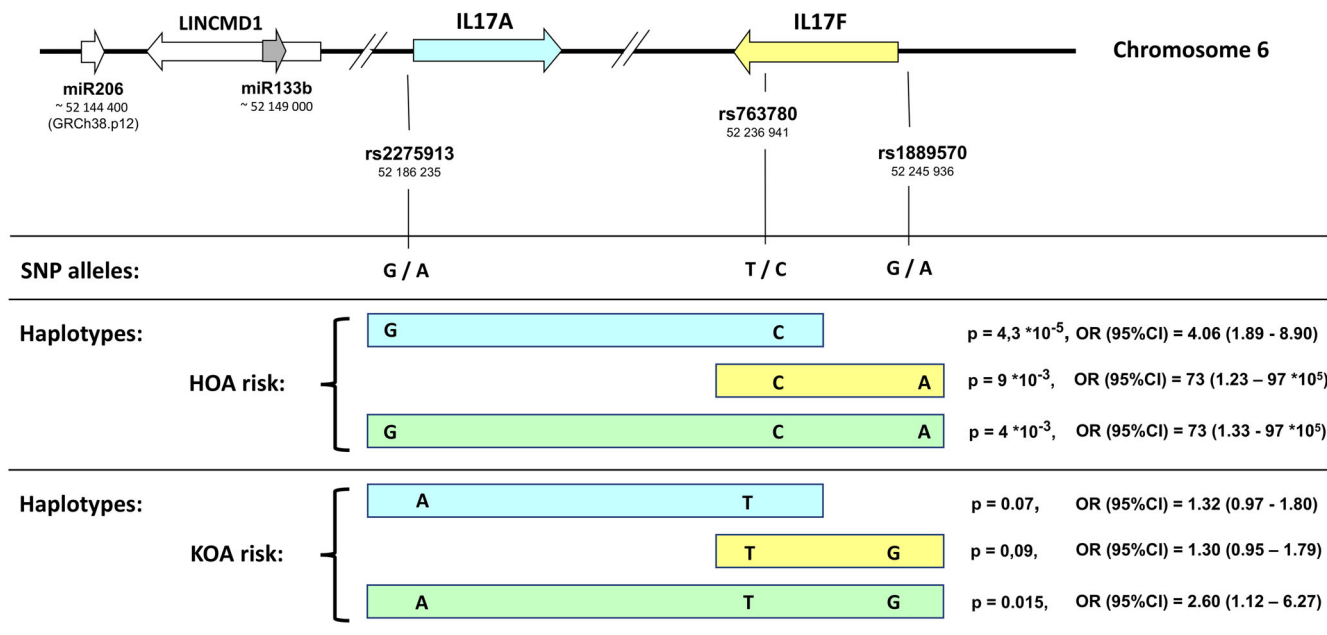 LINCMD1
IL17A
IL17F
Chromosome 6
miR206
~ 52 144 400
(GRCh38.p12)
miR133b
~ 52 149 000
rs763780
52 236 941
rs2275913
52 186 235
rs1889570
52 245 936
SNP alleles: G / A T / C G / A
Haplotypes: G C p = 4,3 *10⁻⁵, OR (95%CI) = 4.06 (1.89 - 8.90)
HOA risk: C A p = 9 *10⁻³, OR (95%CI) = 73 (1.23 – 97 *10⁵)
G C A p = 4 *10⁻³, OR (95%CI) = 73 (1.33 - 97 *10⁵)
Haplotypes: A T p = 0.07, OR (95%CI) = 1.32 (0.97 - 1.80)
KOA risk: T G p = 0,09, OR (95%CI) = 1.30 (0.95 – 1.79)
A T G p = 0.015, OR (95%CI) = 2.60 (1.12 – 6.27)